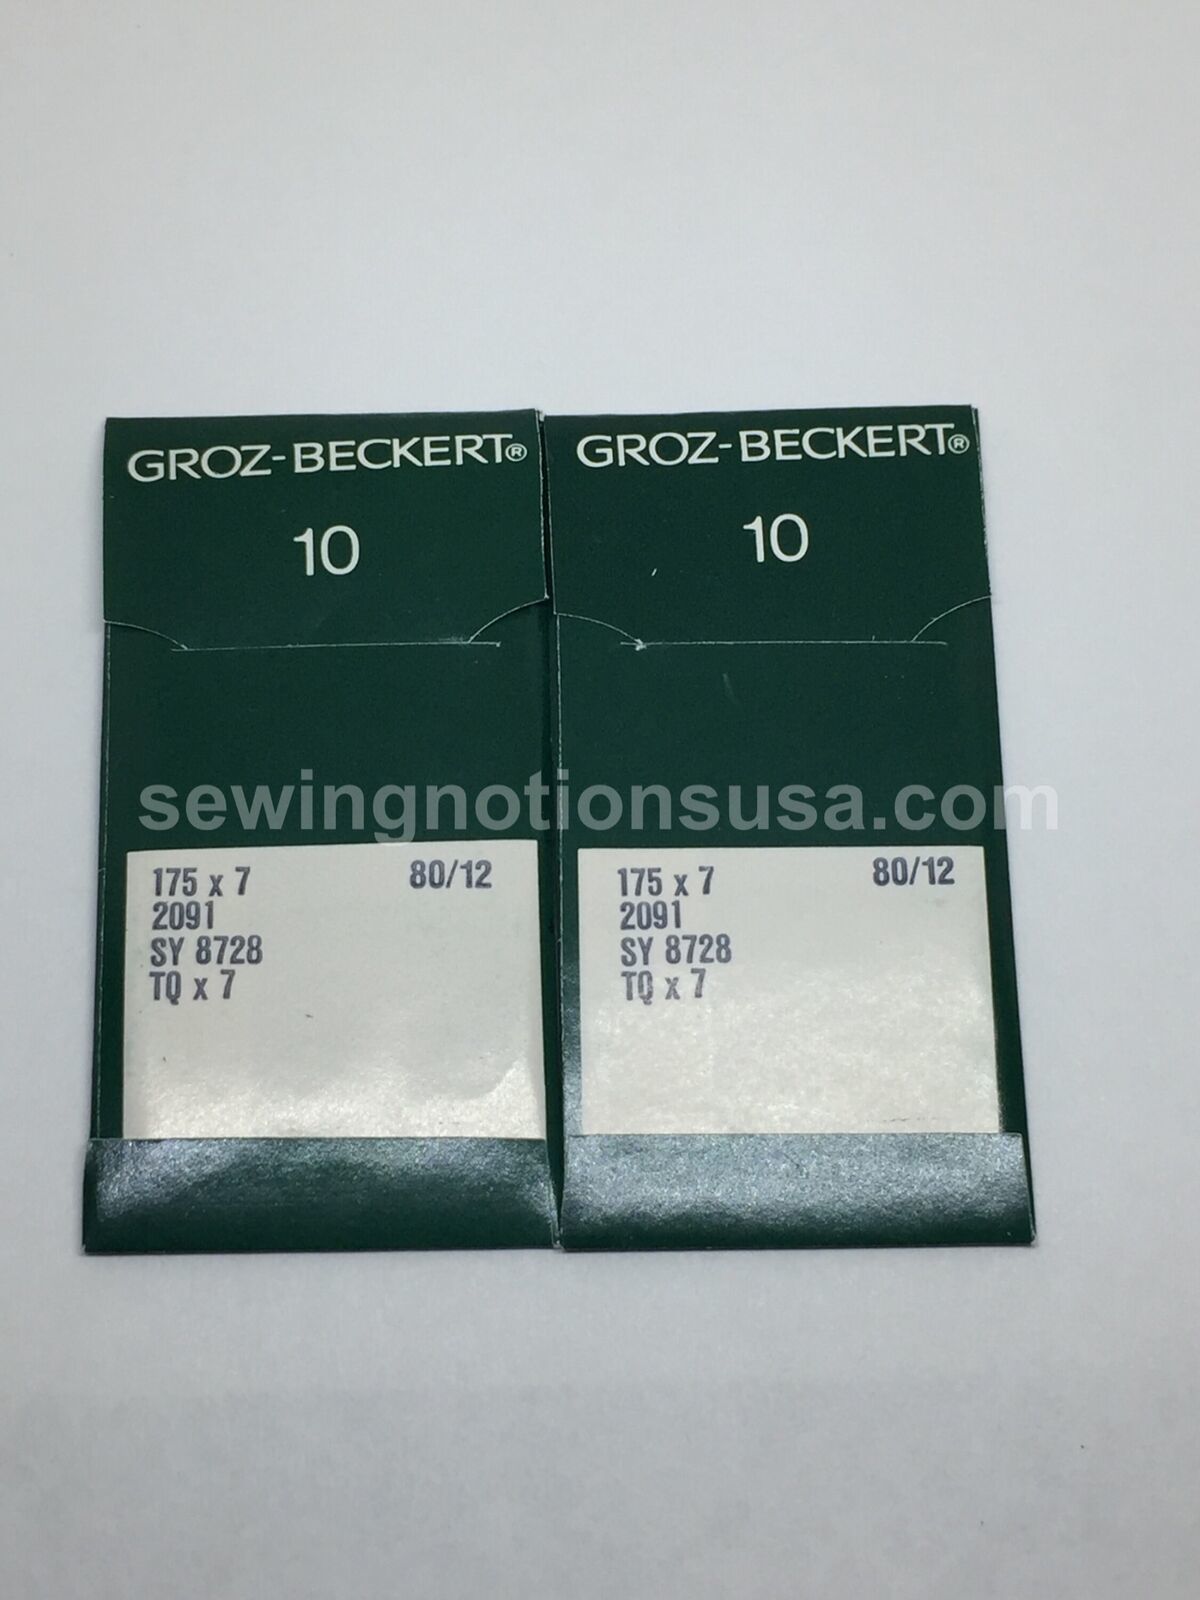 GROZ-BECKERT®
10
175 x 7 80/12
2091
SY 8728
TQ x 7
GROZ-BECKERT®
10
175 x 7 80/12
2091
SY 8728
TQ x 7
sewingnotionsusa.com